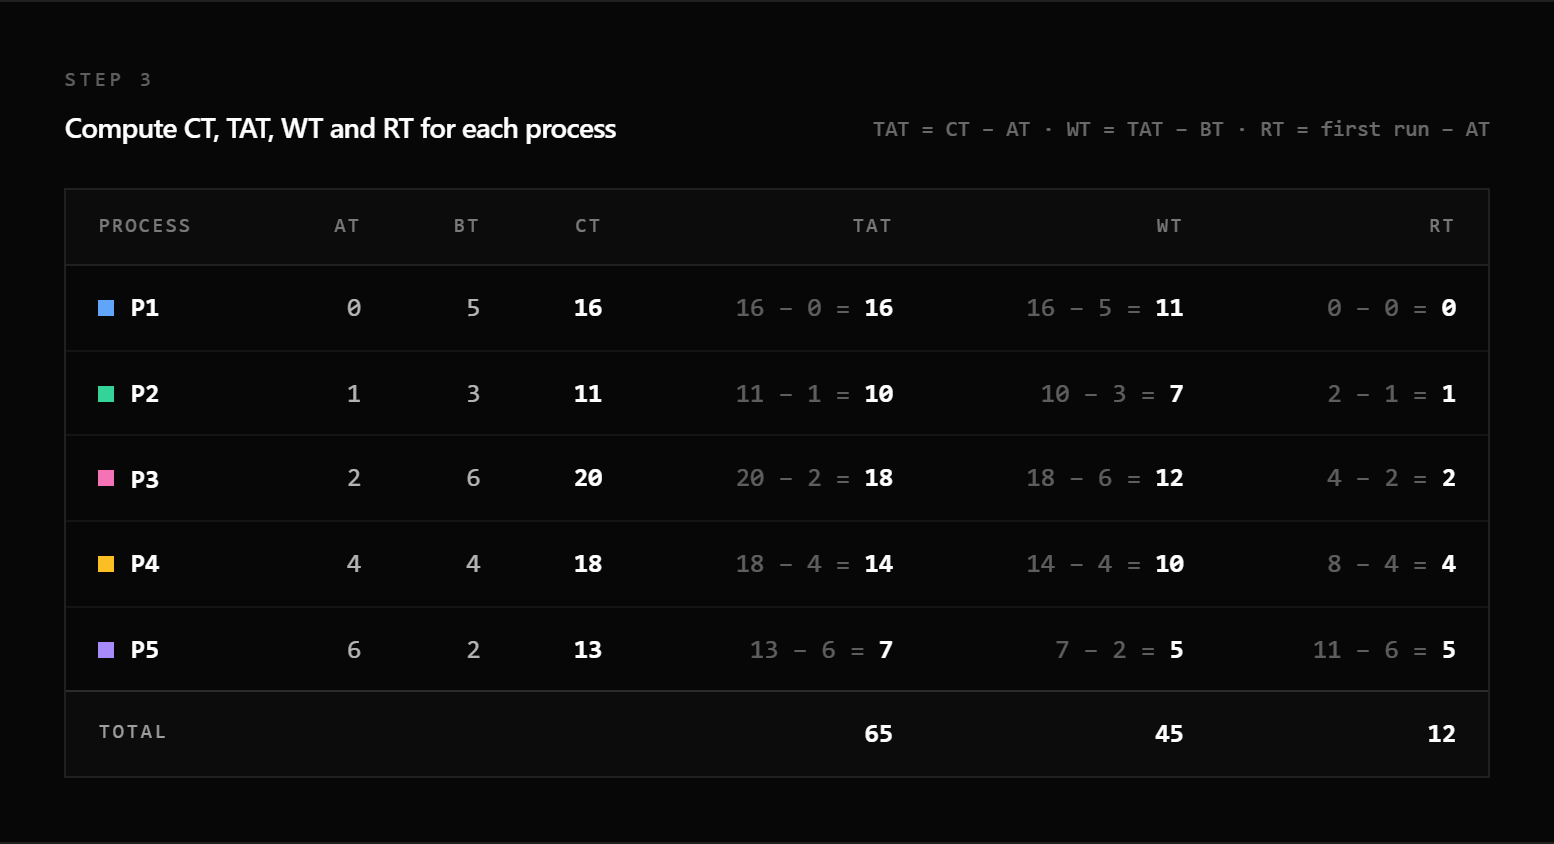 STEP 3
Compute CT, TAT, WT and RT for each process
TAT = CT − AT · WT = TAT − BT · RT = first run − AT
PROCESS AT BT CT TAT WT RT
P1 0 5 16 16 − 0 = 16 16 − 5 = 11 0 − 0 = 0
P2 1 3 11 11 − 1 = 10 10 − 3 = 7 2 − 1 = 1
P3 2 6 20 20 − 2 = 18 18 − 6 = 12 4 − 2 = 2
P4 4 4 18 18 − 4 = 14 14 − 4 = 10 8 − 4 = 4
P5 6 2 13 13 − 6 = 7 7 − 2 = 5 11 − 6 = 5
TOTAL 65 45 12